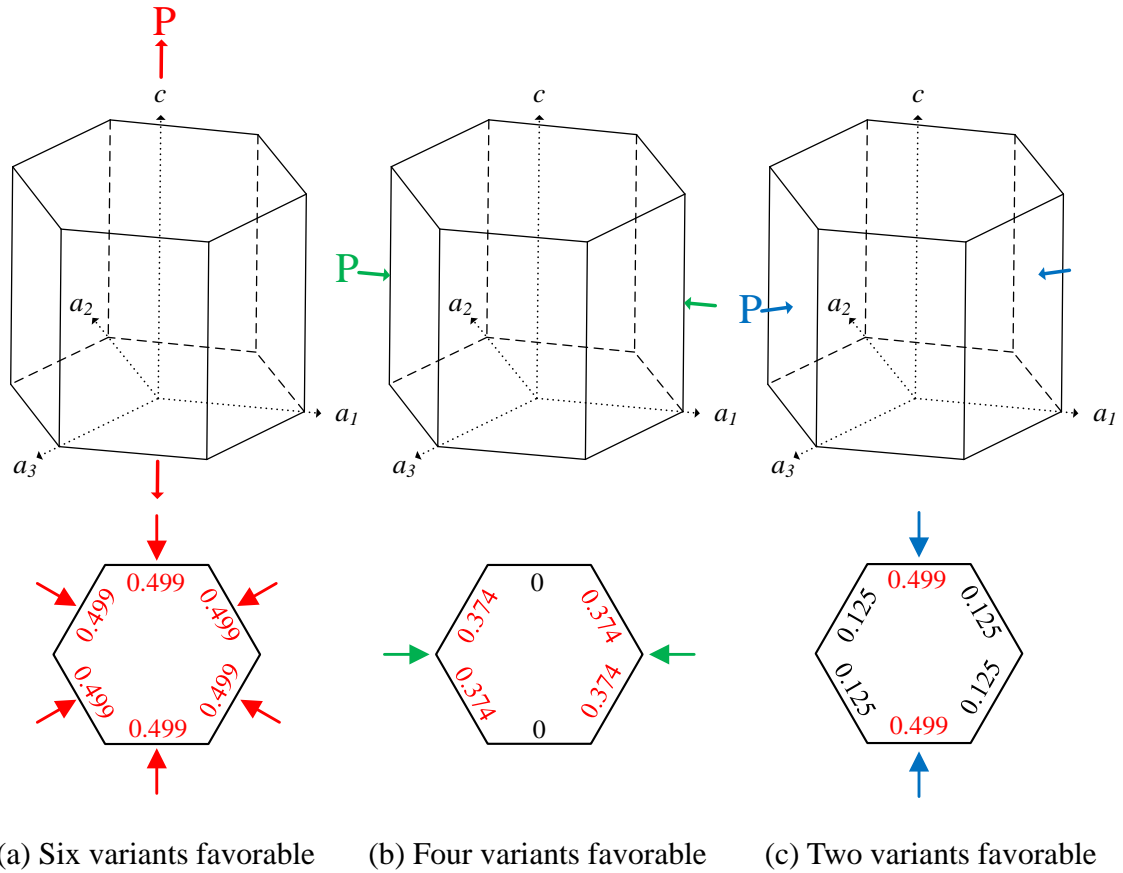 P
c
c
c
P
P
a2
a2
a2
a1
a1
a1
a3
a3
a3
0.499
0.499
0.499
0.499
0.499
0.499
0
0.374
0.374
0.374
0.374
0
0.499
0.125
0.125
0.125
0.125
0.499
(a) Six variants favorable
(b) Four variants favorable
(c) Two variants favorable